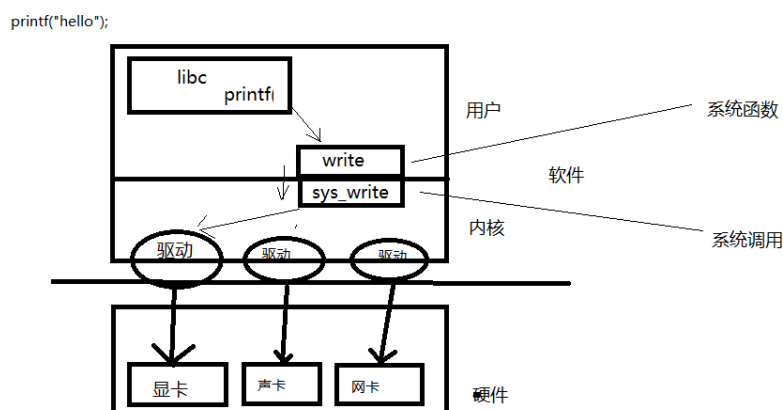 printf("hello");
libc
printf(
用户
系统函数
write
软件
sys_write
内核
系统调用
驱动
驱动
驱动
显卡
声卡
网卡
硬件